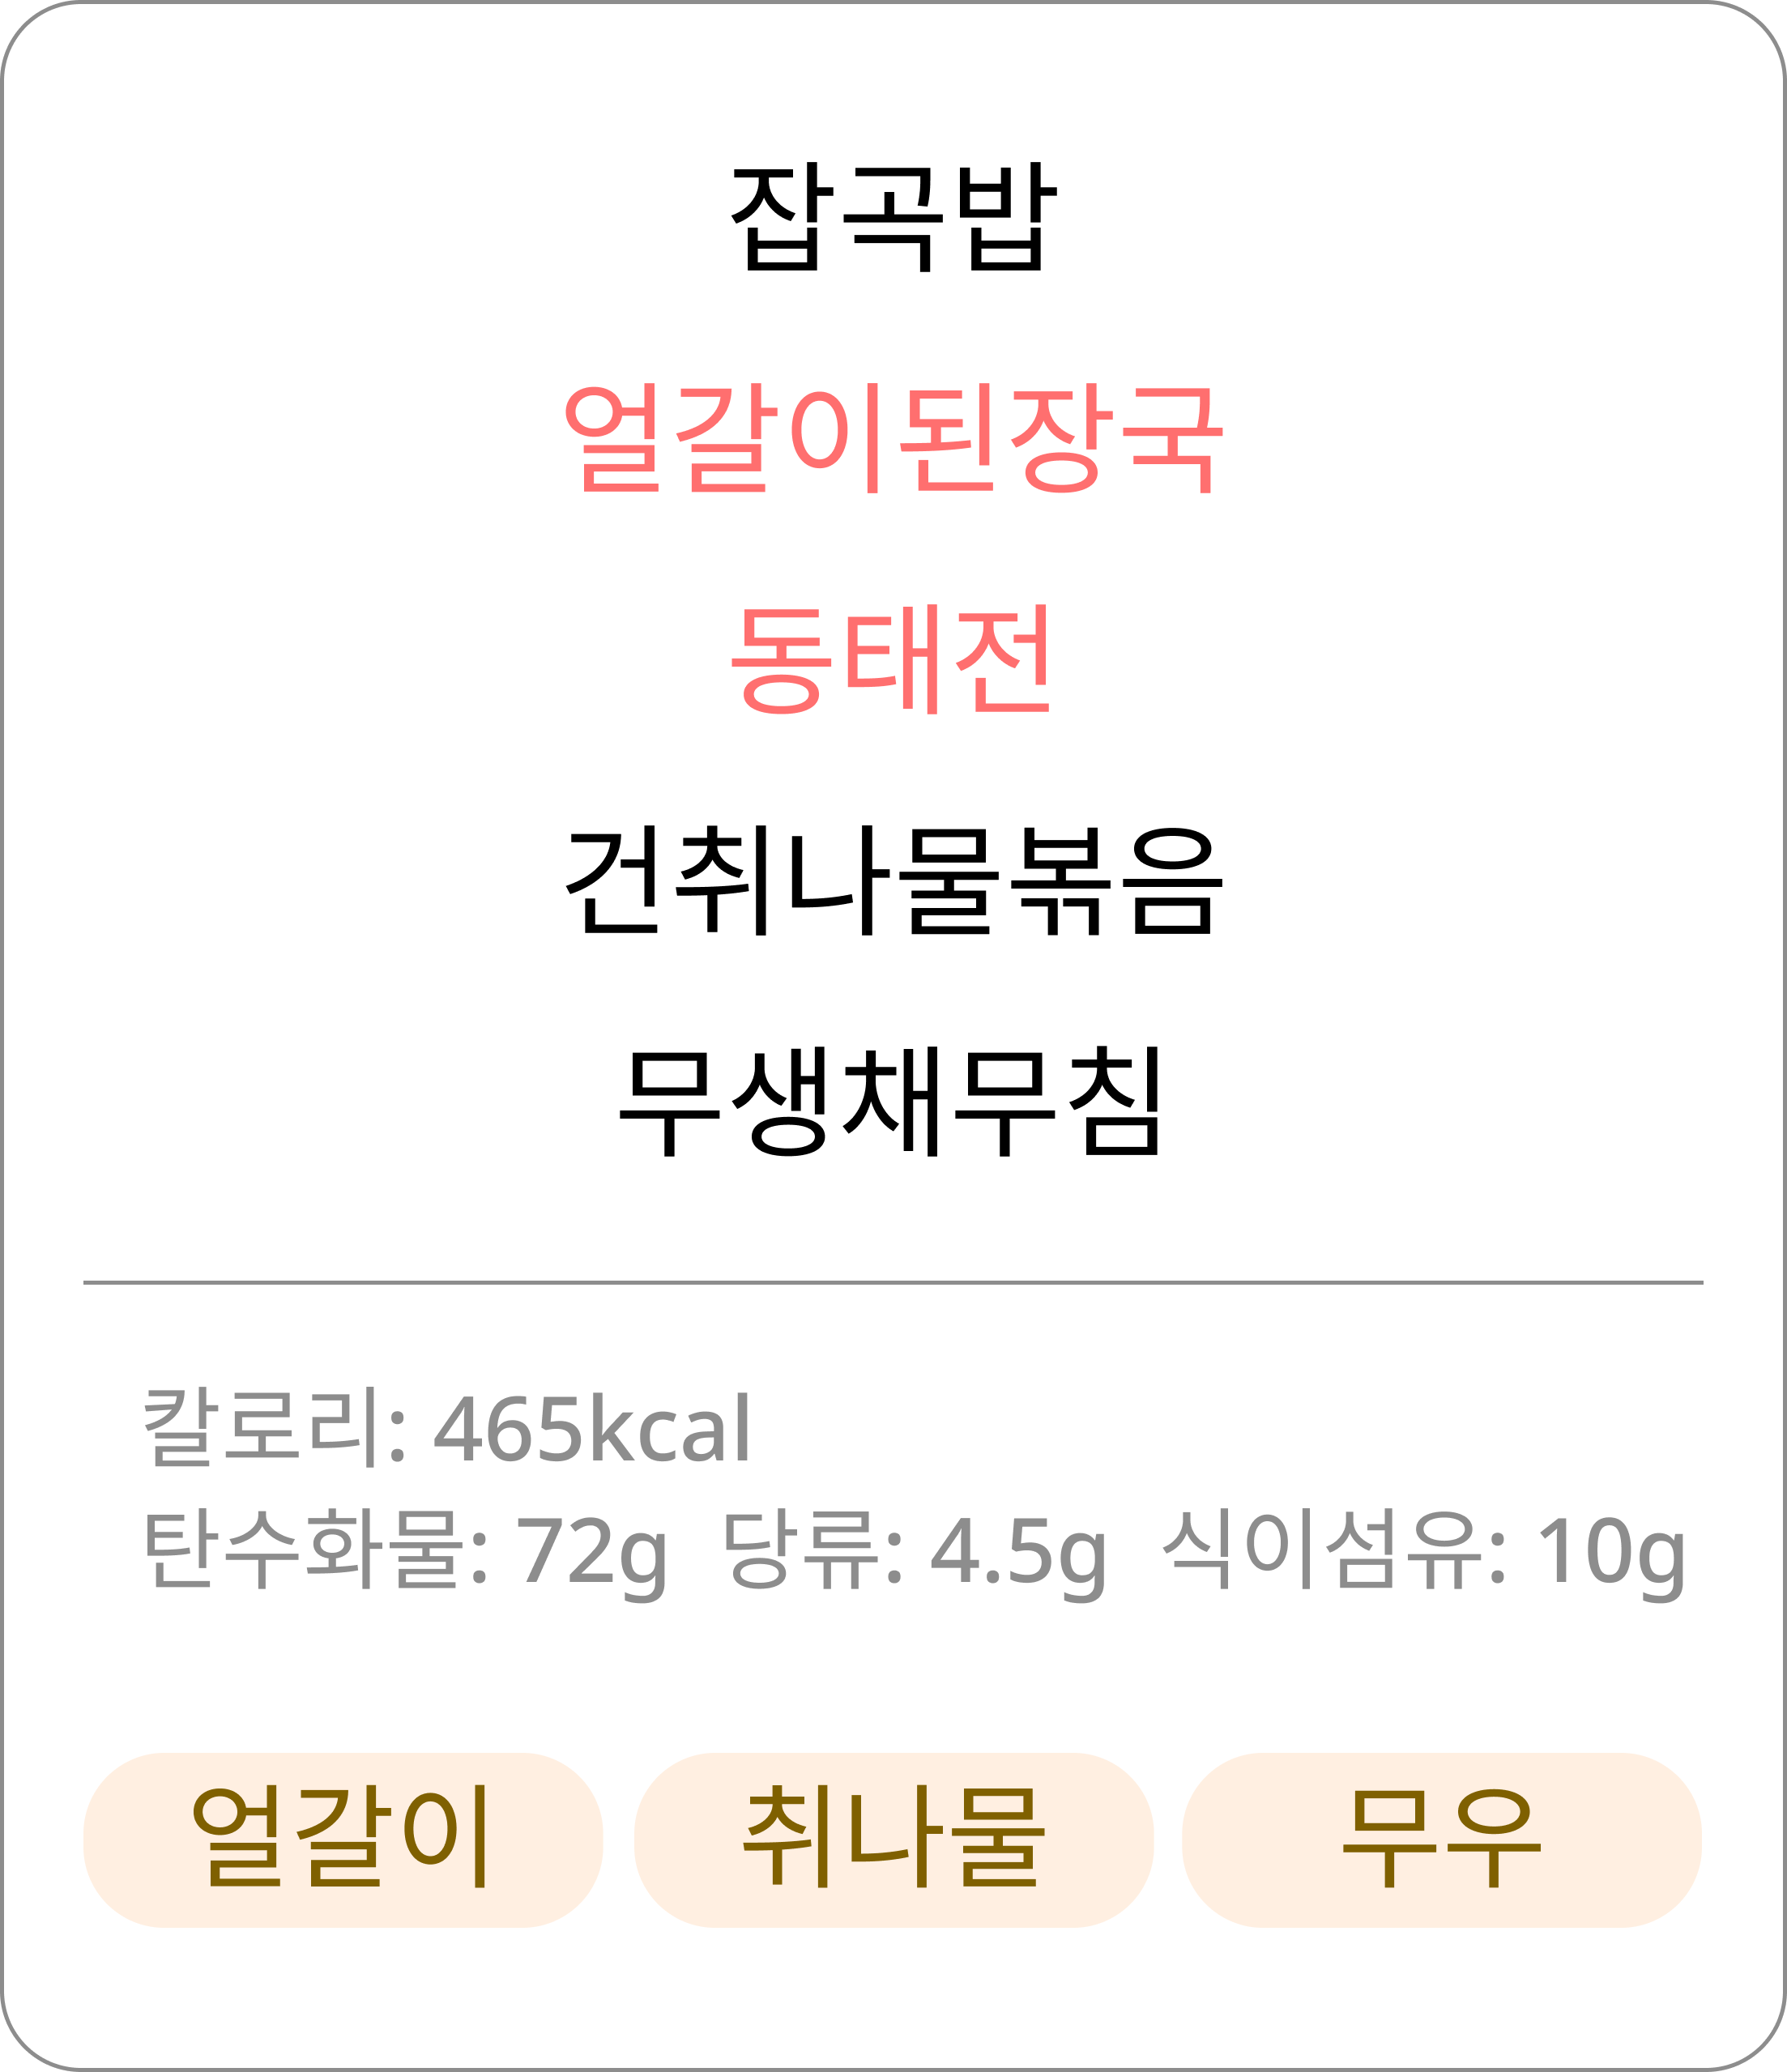 잡곡밥
얼갈이된장국
동태전
건취나물볶음
무생채무침
칼로리: 465kcal
탄수화물: 72g 당류: 4.5g 식이섬유: 10g
얼갈이 취나물 무우